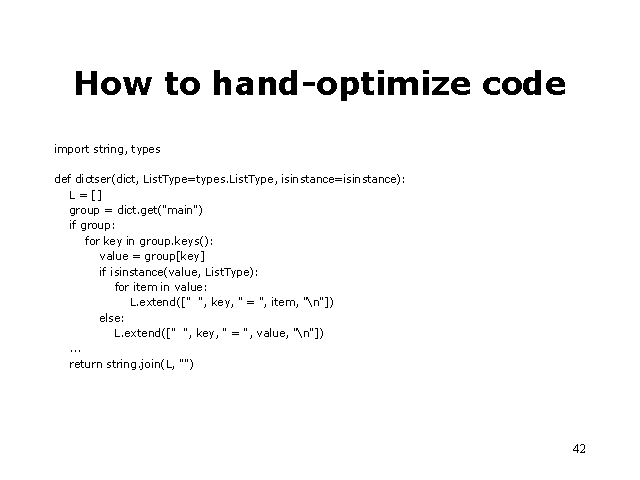 How to hand-optimize code
import string, types
def dictser(dict, ListType=types.ListType, isinstance=isinstance):
    L = []
    group = dict.get("main")
    if group:
        for key in group.keys():
            value = group[key]
            if isinstance(value, ListType):
                for item in value:
                    L.extend(["  ", key, " = ", item, "\n"])
            else:
                L.extend(["  ", key, " = ", value, "\n"])
    ...
    return string.join(L, "")
42